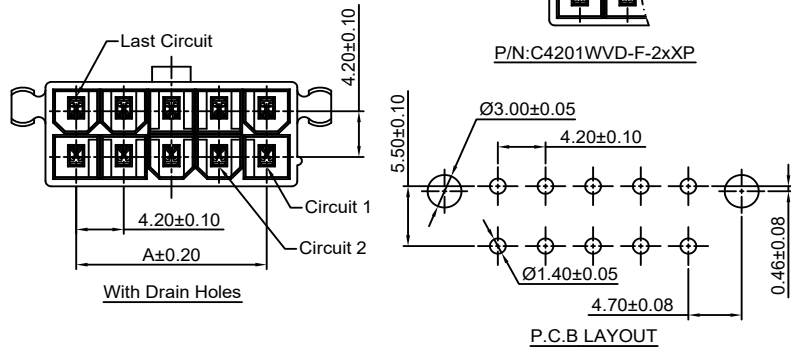 Last Circuit
4.20±0.10
P/N:C4201WVD-F-2xXP
Circuit 1
Circuit 2
4.20±0.10
A±0.20
With Drain Holes
Ø3.00±0.05
4.20±0.10
5.50±0.10
Ø1.40±0.05
4.70±0.08
0.46±0.08
P.C.B LAYOUT